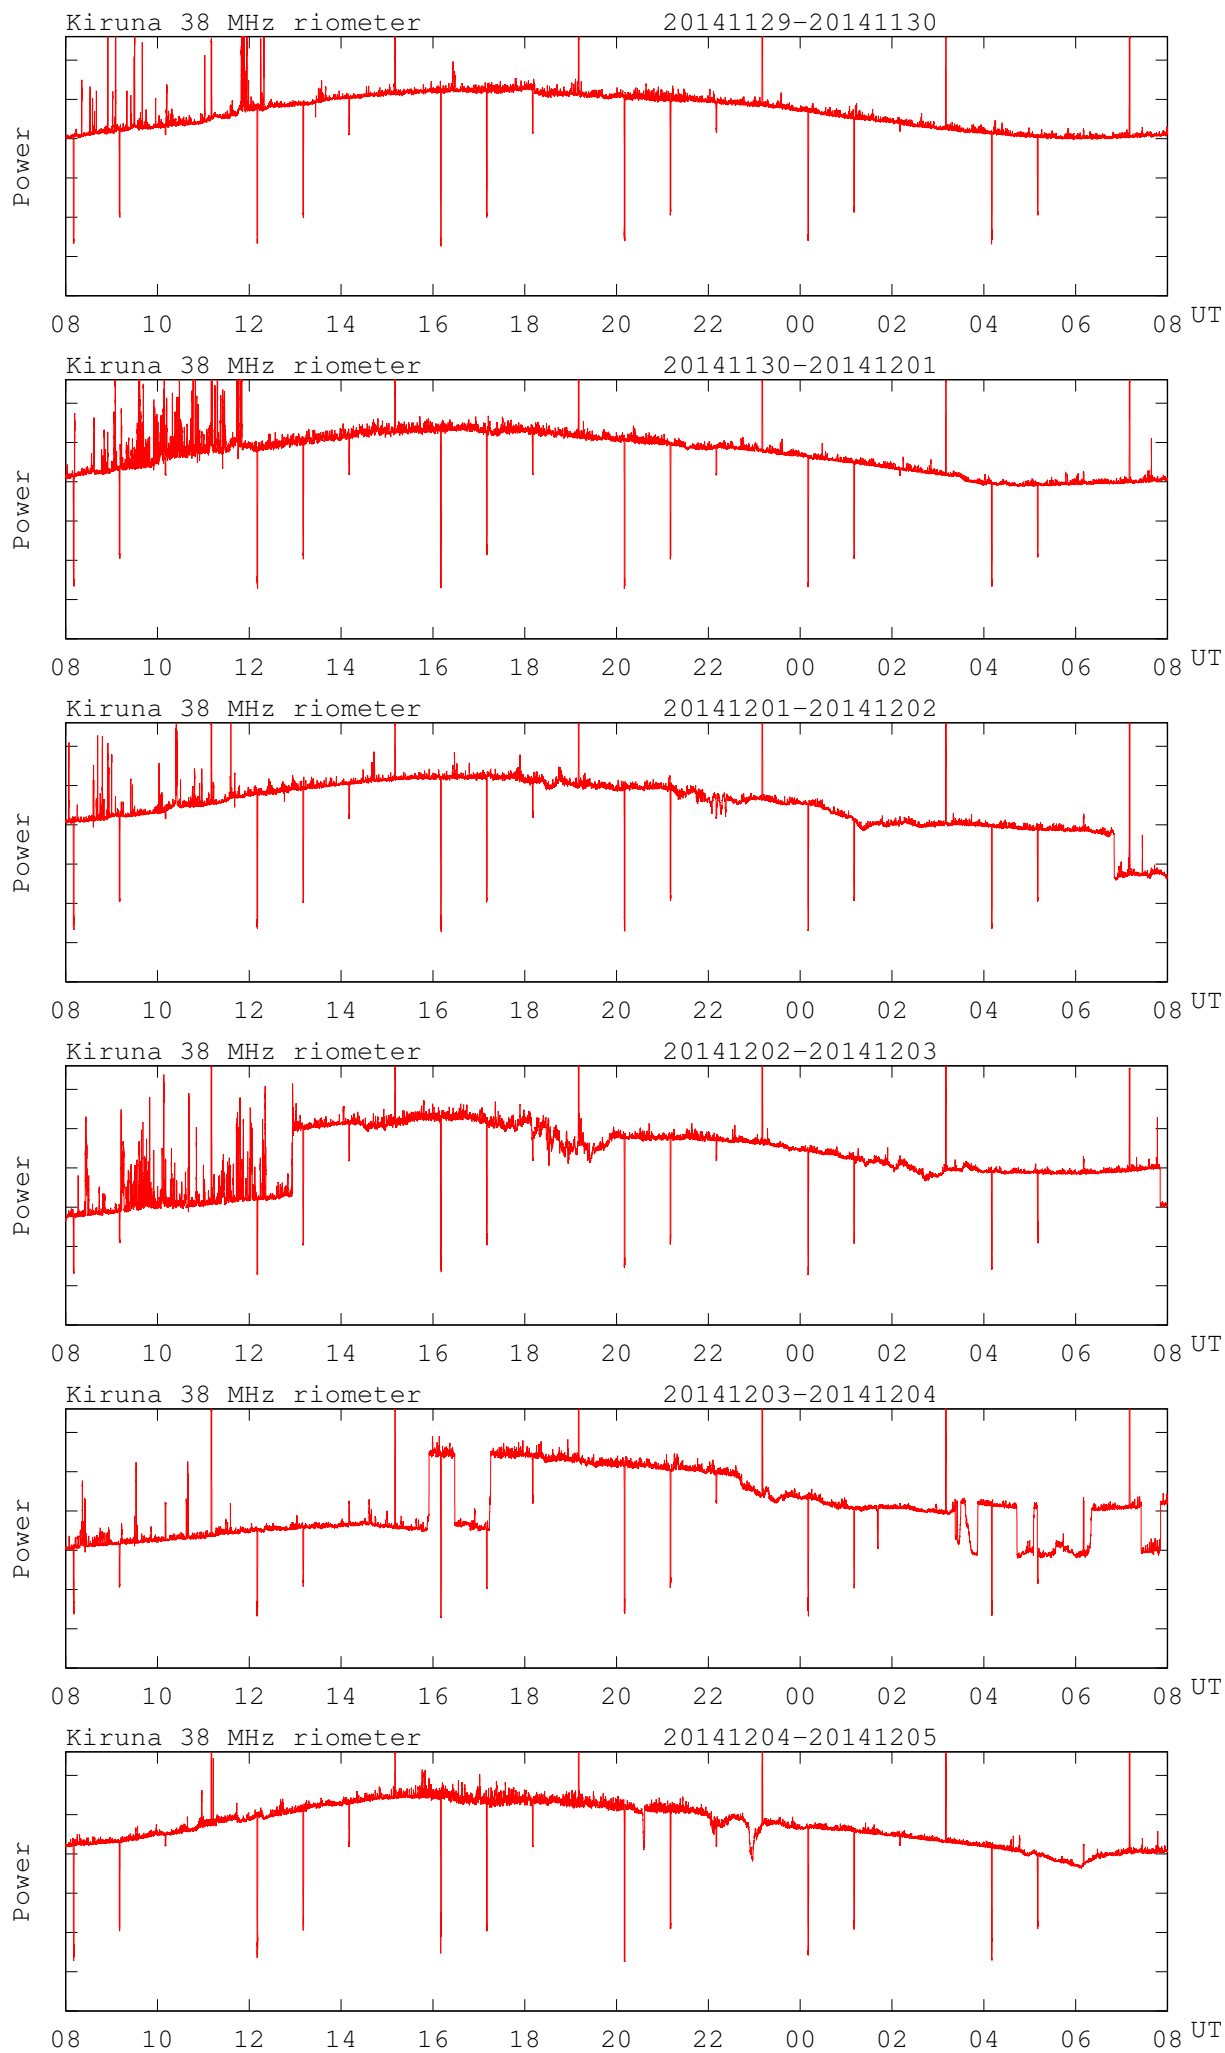 Kiruna 38 MHz riometer 20141129-20141130
Power
08 10 12 14 16 18 20 22 00 02 04 06 08 UT
Kiruna 38 MHz riometer 20141130-20141201
Power
08 10 12 14 16 18 20 22 00 02 04 06 08 UT
Kiruna 38 MHz riometer 20141201-20141202
Power
08 10 12 14 16 18 20 22 00 02 04 06 08 UT
Kiruna 38 MHz riometer 20141202-20141203
Power
08 10 12 14 16 18 20 22 00 02 04 06 08 UT
Kiruna 38 MHz riometer 20141203-20141204
Power
08 10 12 14 16 18 20 22 00 02 04 06 08 UT
Kiruna 38 MHz riometer 20141204-20141205
Power
08 10 12 14 16 18 20 22 00 02 04 06 08 UT